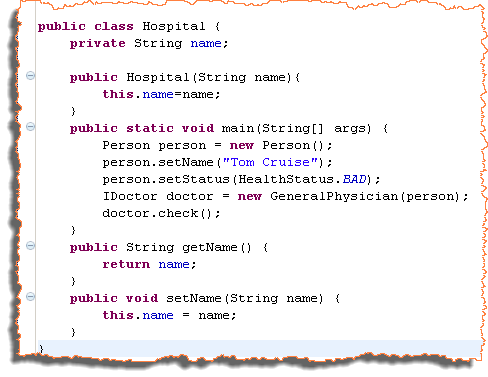 public class Hospital {
    private String name;

    public Hospital(String name){
        this.name=name;
    }
    public static void main(String[] args) {
        Person person = new Person();
        person.setName("Tom Cruise");
        person.setStatus(HealthStatus.BAD);
        IDoctor doctor = new GeneralPhysician(person);
        doctor.check();
    }
    public String getName() {
        return name;
    }
    public void setName(String name) {
        this.name = name;
    }
}